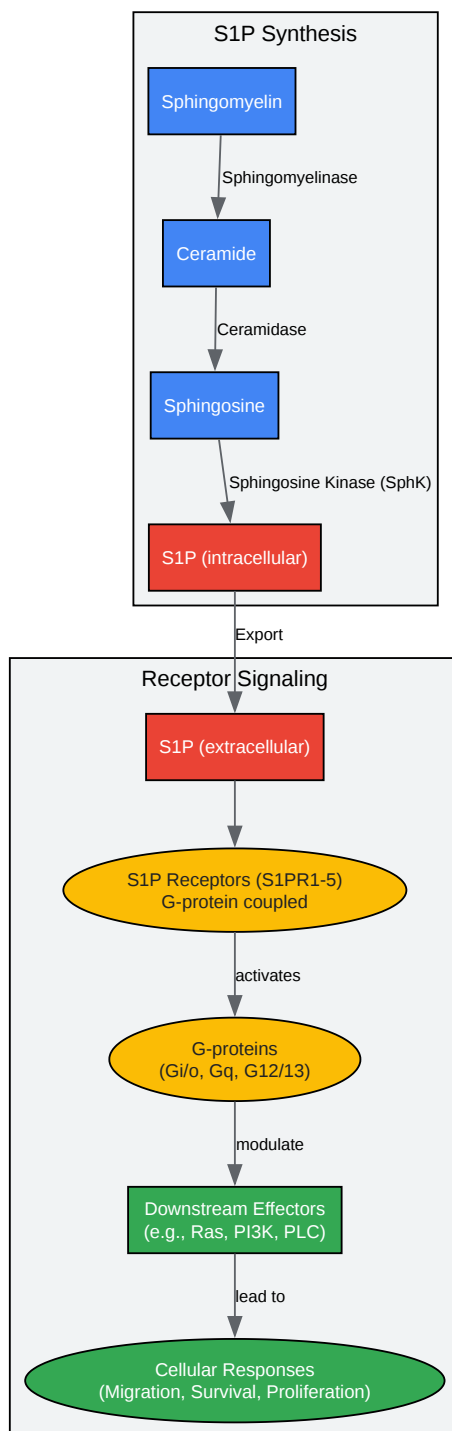 S1P Synthesis
Sphingomyelin
Sphingomyelinase
Ceramide
Ceramidase
Sphingosine
Sphingosine Kinase (SphK)
S1P (intracellular)
Export
Receptor Signaling
S1P (extracellular)
S1P Receptors (S1PR1-5)
G-protein coupled
activates
G-proteins
(Gi/o, Gq, G12/13)
modulate
Downstream Effectors
(e.g., Ras, PI3K, PLC)
lead to
Cellular Responses
(Migration, Survival, Proliferation)